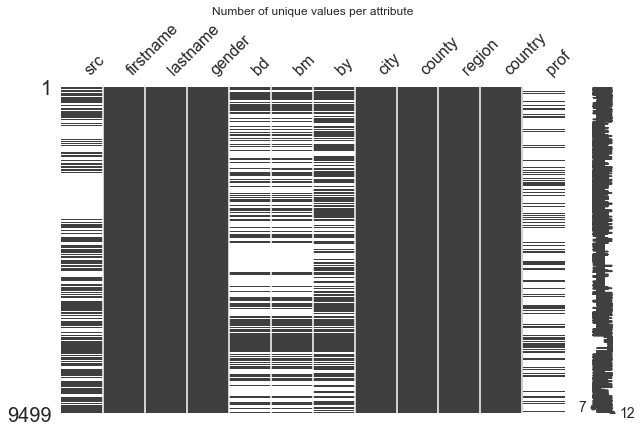 Number of unique values per attribute
src firstname lastname gender bd bm by city county region country prof
1
9499
7
12